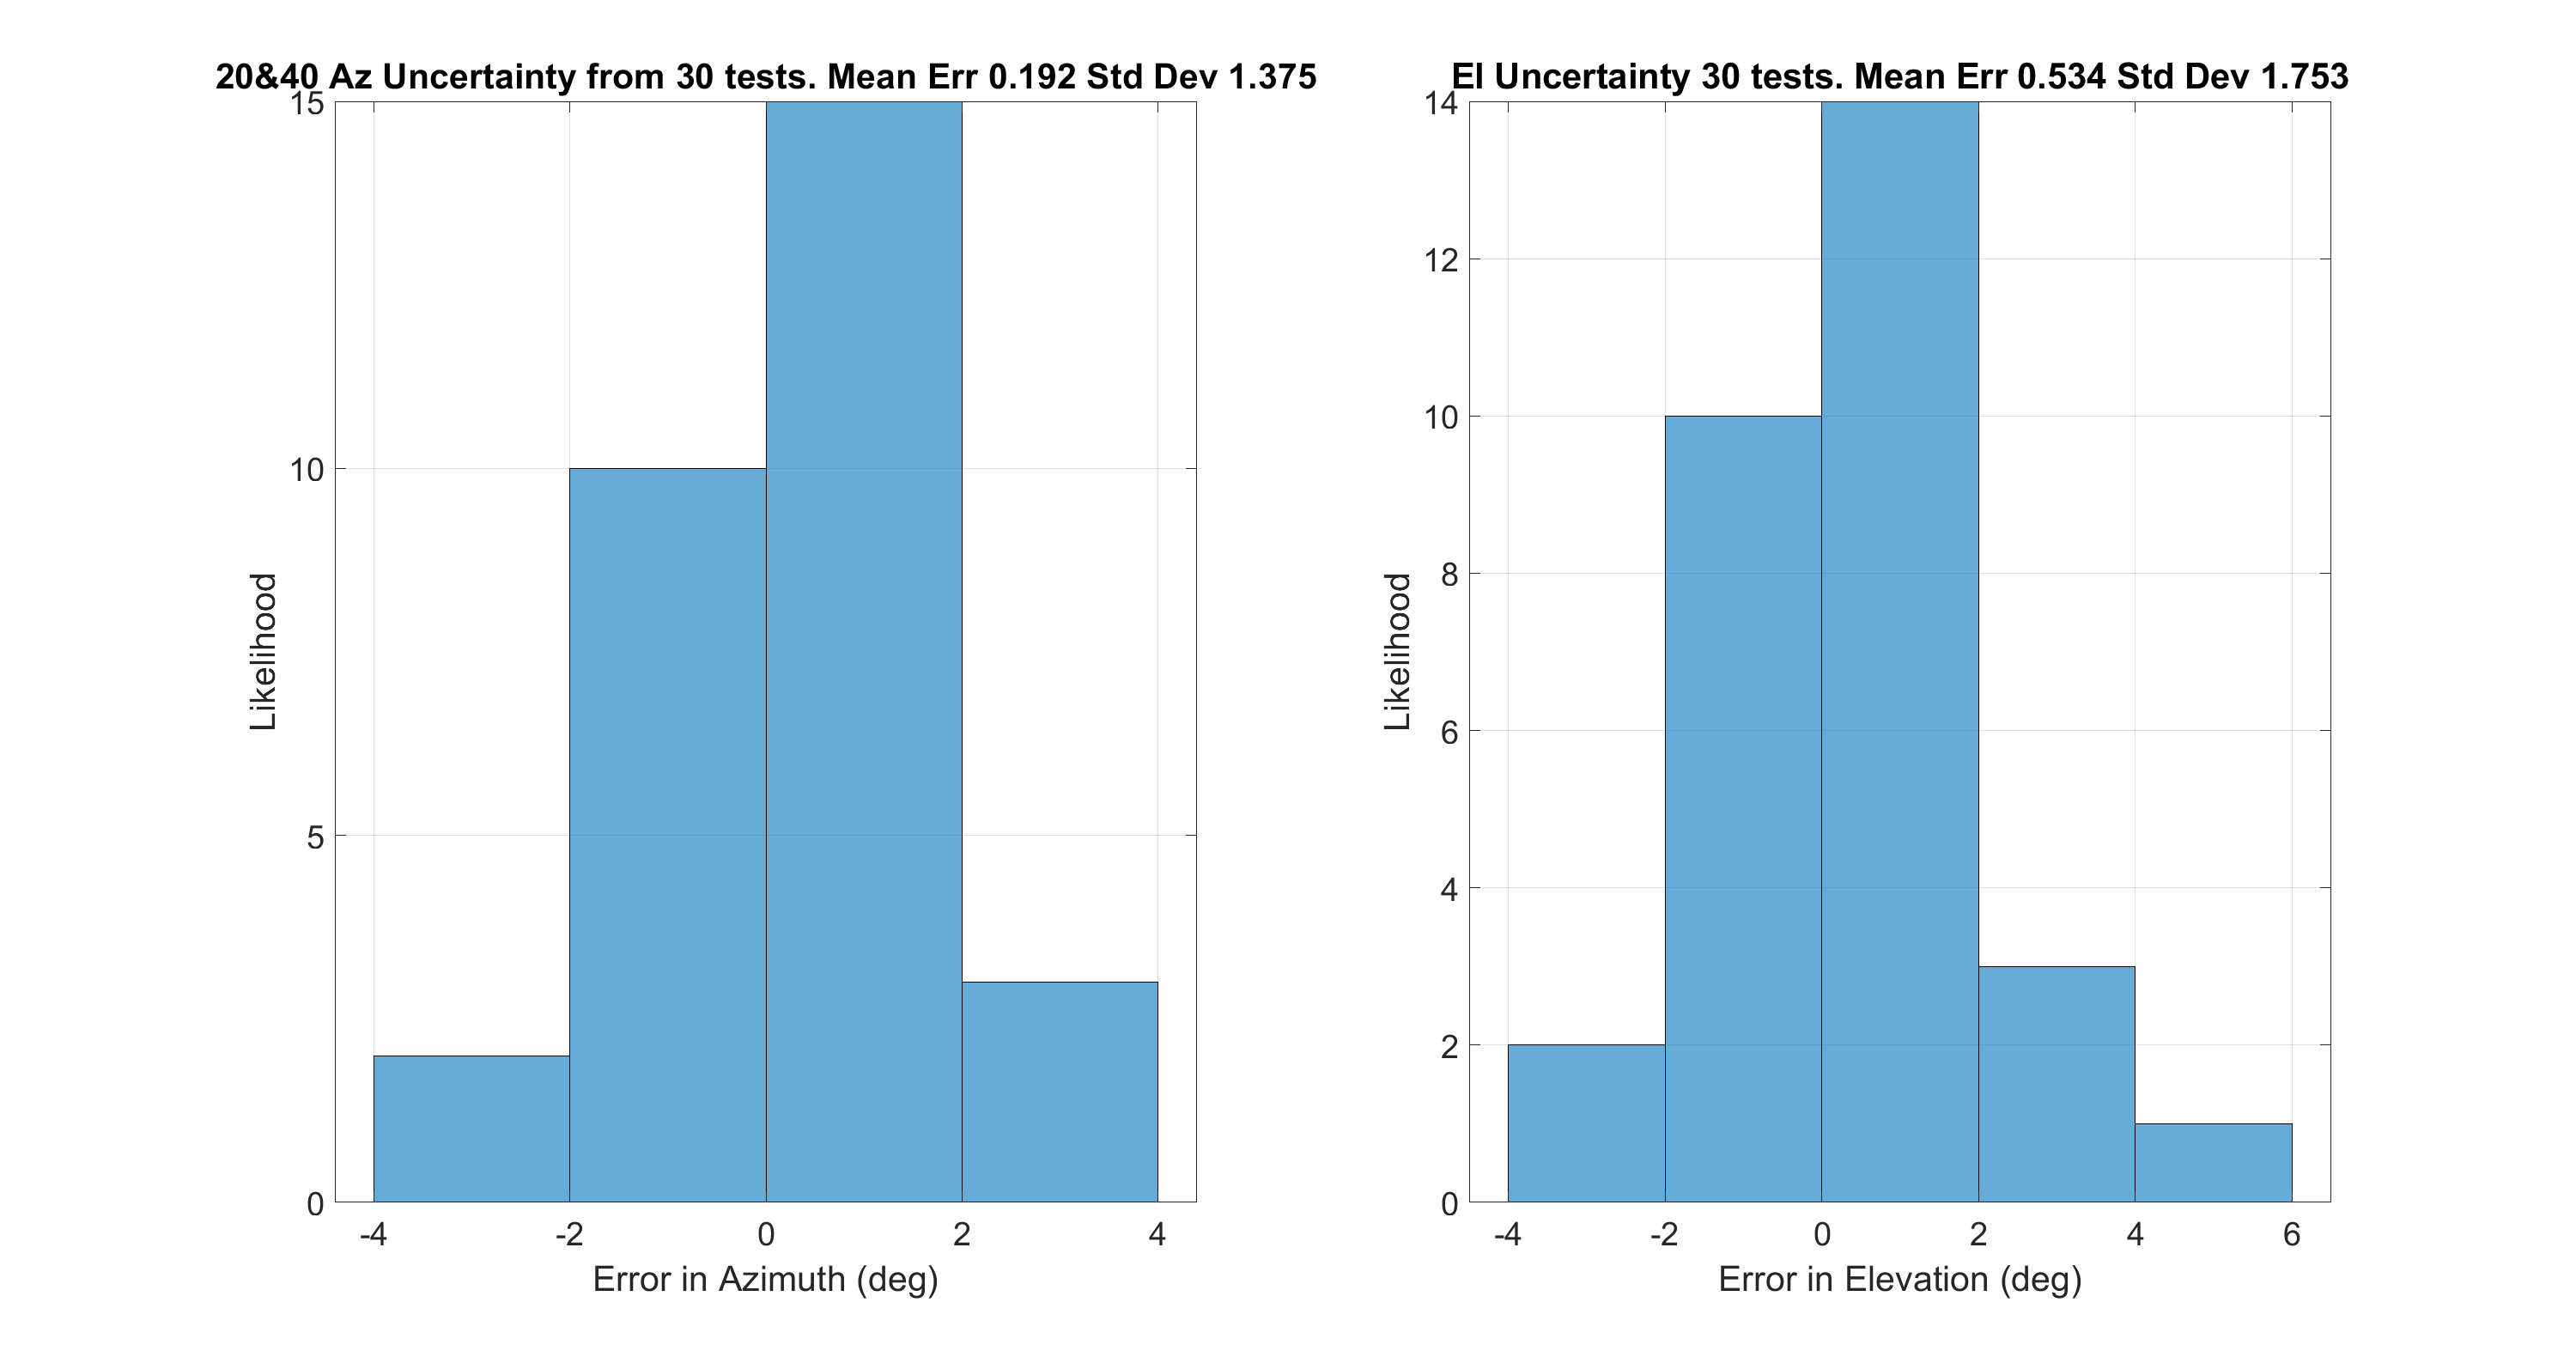 20&40 Az Uncertainty from 30 tests. Mean Err 0.192 Std Dev 1.375
15
10
5
0
Likelihood
-4 -2 0 2 4
Error in Azimuth (deg)
El Uncertainty 30 tests. Mean Err 0.534 Std Dev 1.753
14
12
10
8
6
4
2
0
Likelihood
-4 -2 0 2 4 6
Error in Elevation (deg)